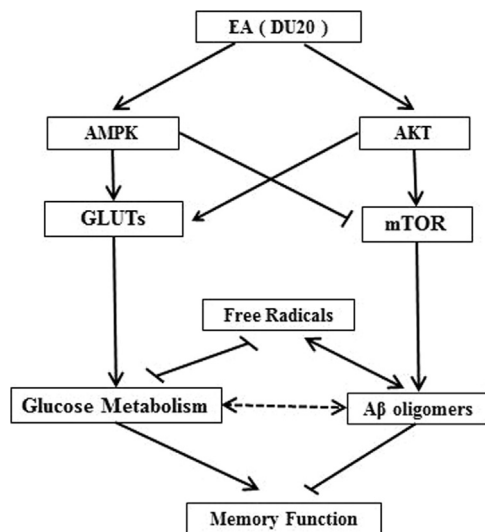 EA ( DU20 )
AMPK
AKT
GLUTs
mTOR
Free Radicals
Glucose Metabolism
Aβ oligomers
Memory Function